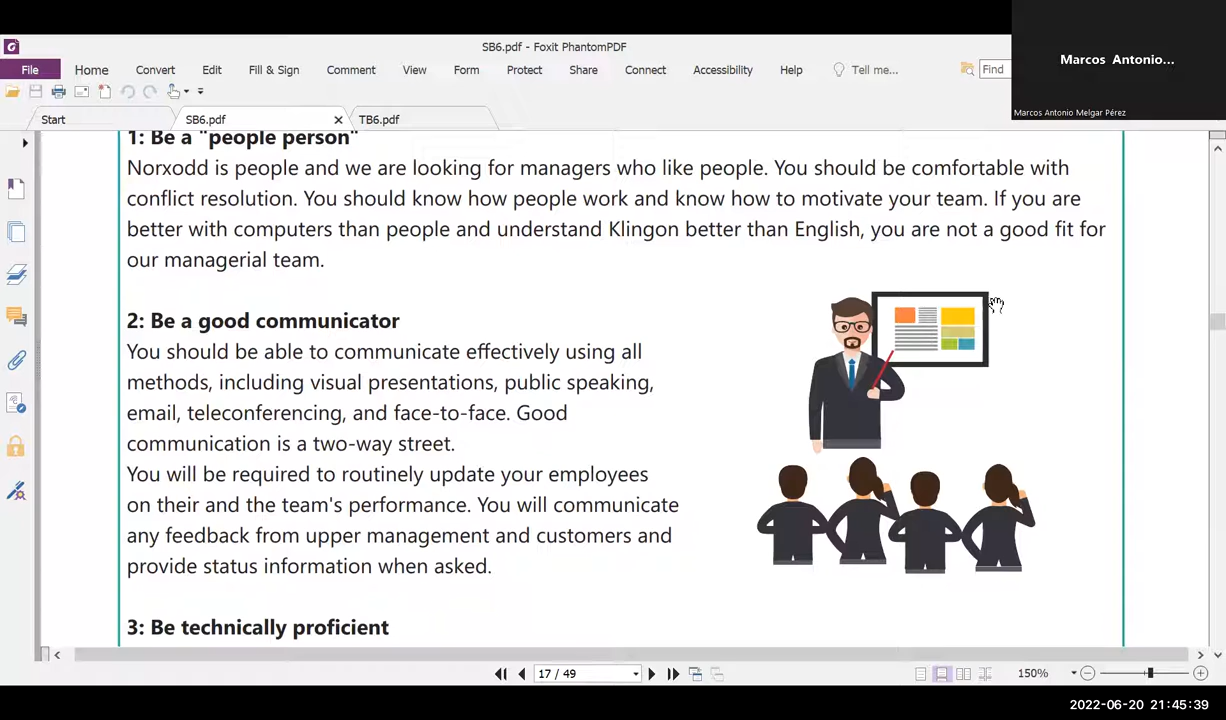 SB6.pdf - Foxit PhantomPDF
Marcos Antonio...
Marcos Antonio Melgar Pérez
File Home Convert Edit Fill & Sign Comment View Form Protect Share Connect Accessibility Help Tell me... Find
Start SB6.pdf TB6.pdf
1: Be a "people person"
Norxodd is people and we are looking for managers who like people. You should be comfortable with
conflict resolution. You should know how people work and know how to motivate your team. If you are
better with computers than people and understand Klingon better than English, you are not a good fit for
our managerial team.
2: Be a good communicator
You should be able to communicate effectively using all
methods, including visual presentations, public speaking,
email, teleconferencing, and face-to-face. Good
communication is a two-way street.
You will be required to routinely update your employees
on their and the team's performance. You will communicate
any feedback from upper management and customers and
provide status information when asked.
3: Be technically proficient
17 / 49
150%
2022-06-20 21:45:39